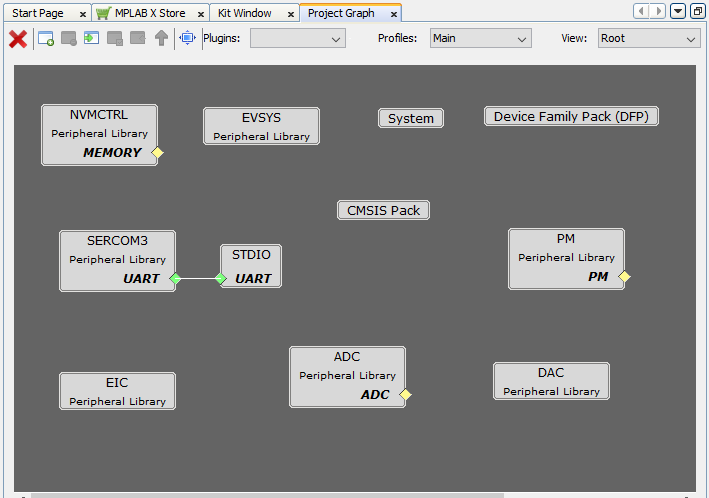 Start Page
MPLAB X Store
Kit Window
Project Graph
Plugins:
Profiles: Main
View: Root
NVMCTRL
Peripheral Library
MEMORY
EVSYS
Peripheral Library
System
Device Family Pack (DFP)
CMSIS Pack
SERCOM3
Peripheral Library
UART
STDIO
UART
PM
Peripheral Library
PM
EIC
Peripheral Library
ADC
Peripheral Library
ADC
DAC
Peripheral Library